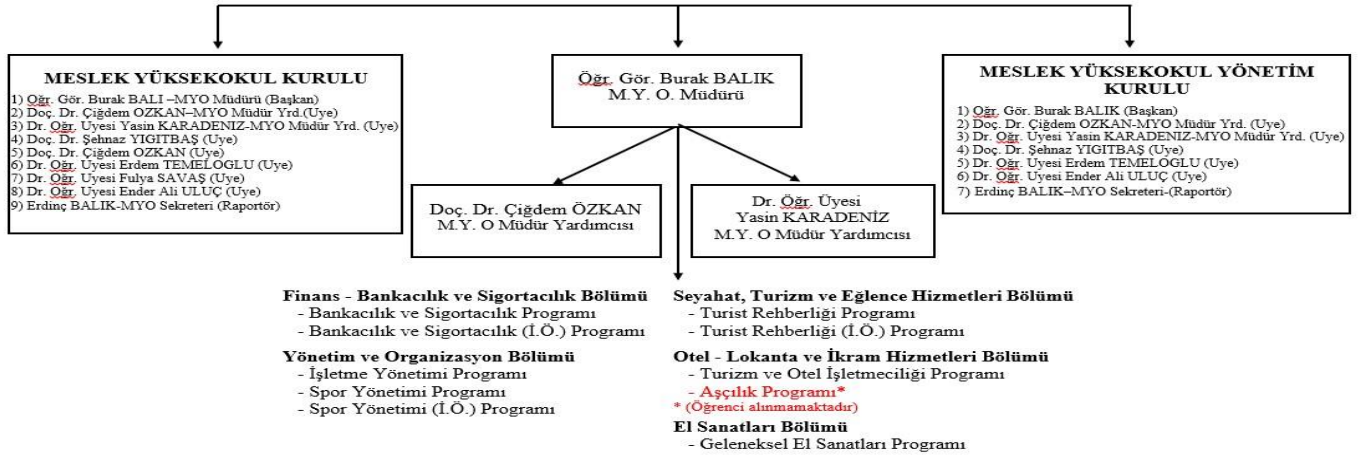 MESLEK YÜKSEKOKUL KURULU
1) Öğr. Gör. Burak BALI –MYO Müdürü (Başkan)
2) Doç. Dr. Çiğdem OZKAN–MYO Müdür Yrd.(Uye)
3) Dr. Oğr. Uyesi Yasin KARADENIZ-MYO Müdür Yrd. (Uye)
4) Doç. Dr. Şehnaz YIGITBAŞ (Uye)
5) Doç. Dr. Çiğdem OZKAN (Uye)
6) Dr. Oğr. Uyesi Erdem TEMELOGLU (Uye)
7) Dr. Oğr. Uyesi Fulya SAVAŞ (Uye)
8) Dr. Oğr. Uyesi Ender Ali ULUÇ (Uye)
9) Erdinç BALIK-MYO Sekreteri (Raportör)
Öğr. Gör. Burak BALIK
M.Y. O. Müdürü
MESLEK YÜKSEKOKUL YÖNETİM
KURULU
1) Oğr. Gör. Burak BALIK (Başkan)
2) Doç. Dr. Çiğdem OZKAN-MYO Müdür Yrd. (Uye)
3) Dr. Oğr. Uyesi Yasin KARADENIZ-MYO Müdür Yrd. (Uye)
4) Doç. Dr. Şehnaz YIGITBAŞ (Uye)
5) Dr. Oğr. Uyesi Erdem TEMELOGLU (Uye)
6) Dr. Oğr. Uyesi Ender Ali ULUÇ (Uye)
7) Erdinç BALIK–MYO Sekreteri-(Raportör)
Doç. Dr. Çiğdem ÖZKAN
M.Y. O Müdür Yardımcısı
Dr. Öğr. Üyesi
Yasin KARADENİZ
M.Y. O Müdür Yardımcısı
Finans - Bankacılık ve Sigortacılık Bölümü
- Bankacılık ve Sigortacılık Programı
- Bankacılık ve Sigortacılık (İ.Ö.) Programı
Yönetim ve Organizasyon Bölümü
- İşletme Yönetimi Programı
- Spor Yönetimi Programı
- Spor Yönetimi (İ.Ö.) Programı
Seyahat, Turizm ve Eğlence Hizmetleri Bölümü
- Turist Rehberliği Programı
- Turist Rehberliği (İ.Ö.) Programı
Otel - Lokanta ve İkram Hizmetleri Bölümü
- Turizm ve Otel İşletmeciliği Programı
- Aşçılık Programı*
* (Öğrenci alınmamaktadır)
El Sanatları Bölümü
- Geleneksel El Sanatları Programı